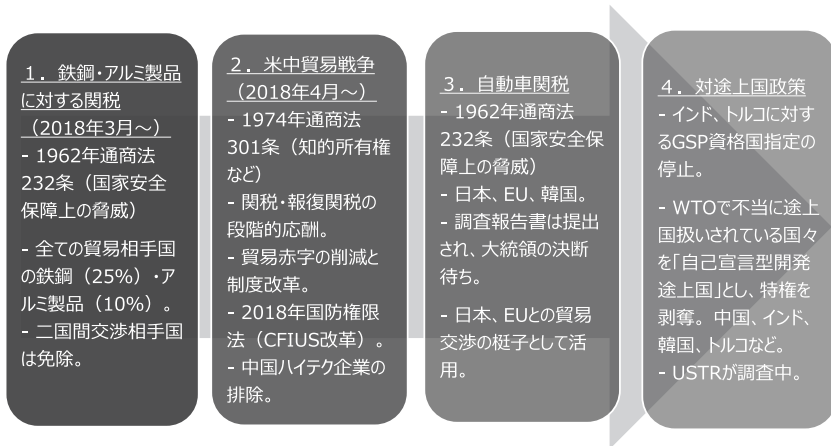 1．鉄鋼・アルミ製品
に対する関税
（2018年3月～）
- 1962年通商法
232条（国家安全
保障上の脅威）
- 全ての貿易相手国
の鉄鋼（25%）・ア
ルミ製品（10%）。
- 二国間交渉相手国
は免除。
2．米中貿易戦争
（2018年4月～）
- 1974年通商法
301条（知的所有権
など）
- 関税・報復関税の
段階的応酬。
- 貿易赤字の削減と
制度改革。
- 2018年国防権限
法（CFIUS改革）。
- 中国ハイテク企業の
排除。
3．自動車関税
- 1962年通商法
232条（国家安全保
障上の脅威）
- 日本、EU、韓国。
- 調査報告書は提出
され、大統領の決断
待ち。
- 日本、EUとの貿易
交渉の梃子として活
用。
4．対途上国政策
- インド、トルコに対す
るGSP資格国指定の
停止。
- WTOで不当に途上
国扱いされている国々
を「自己宣言型開発
途上国」とし、特権を
剥奪。中国、インド、
韓国、トルコなど。
- USTRが調査中。